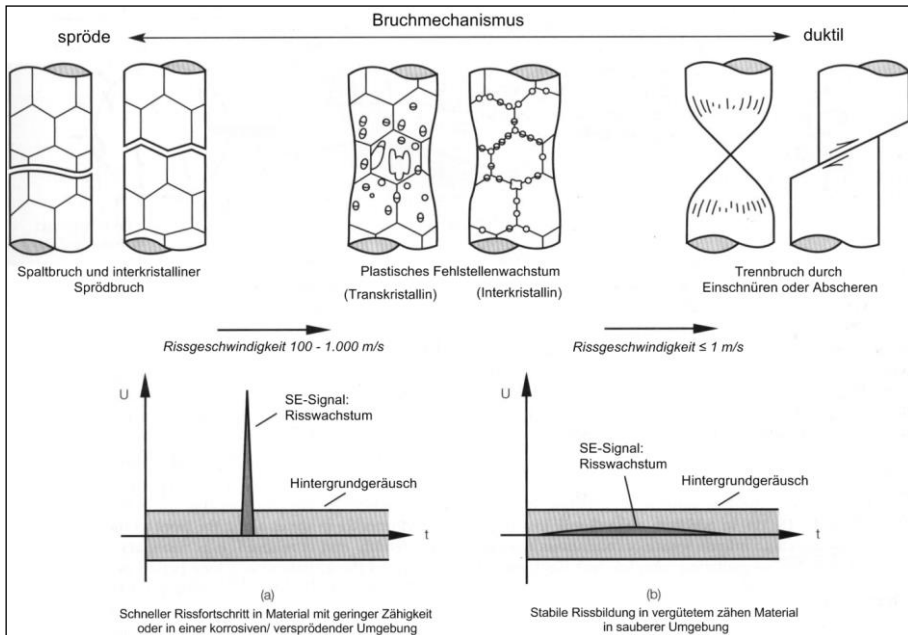 Bruchmechanismus
spröde
duktil
Spaltbruch und interkristalliner
Sprödbruch
Plastisches Fehlstellenwachstum
(Transkristallin)
(Interkristallin)
Trennbruch durch
Einschnüren oder Abscheren
Rissgeschwindigkeit 100 - 1.000 m/s
Rissgeschwindigkeit ≤ 1 m/s
U
SE-Signal:
Risswachstum
Hintergrundgeräusch
t
(a)
Schneller Rissfortschritt in Material mit geringer Zähigkeit
oder in einer korrosiven/ versprödender Umgebung
U
SE-Signal:
Risswachstum
Hintergrundgeräusch
t
(b)
Stabile Rissbildung in vergütetem zähen Material
in sauberer Umgebung